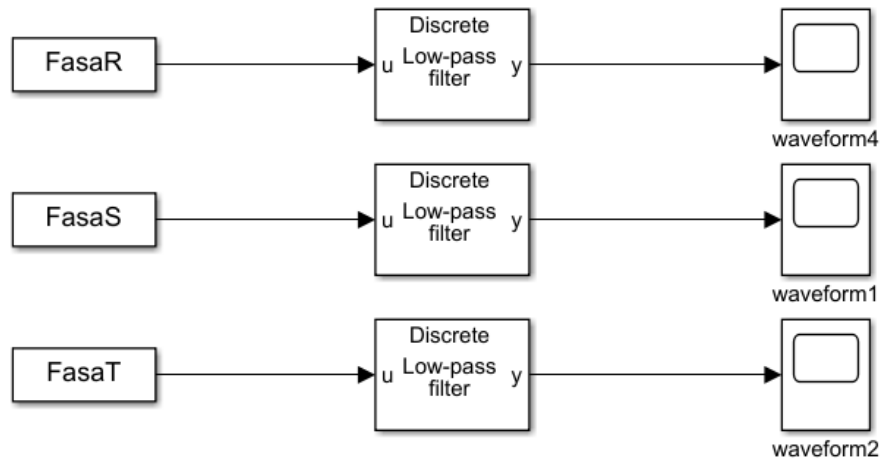 FasaR
Discrete
u Low-pass y
filter
waveform4
FasaS
Discrete
u Low-pass y
filter
waveform1
FasaT
Discrete
u Low-pass y
filter
waveform2